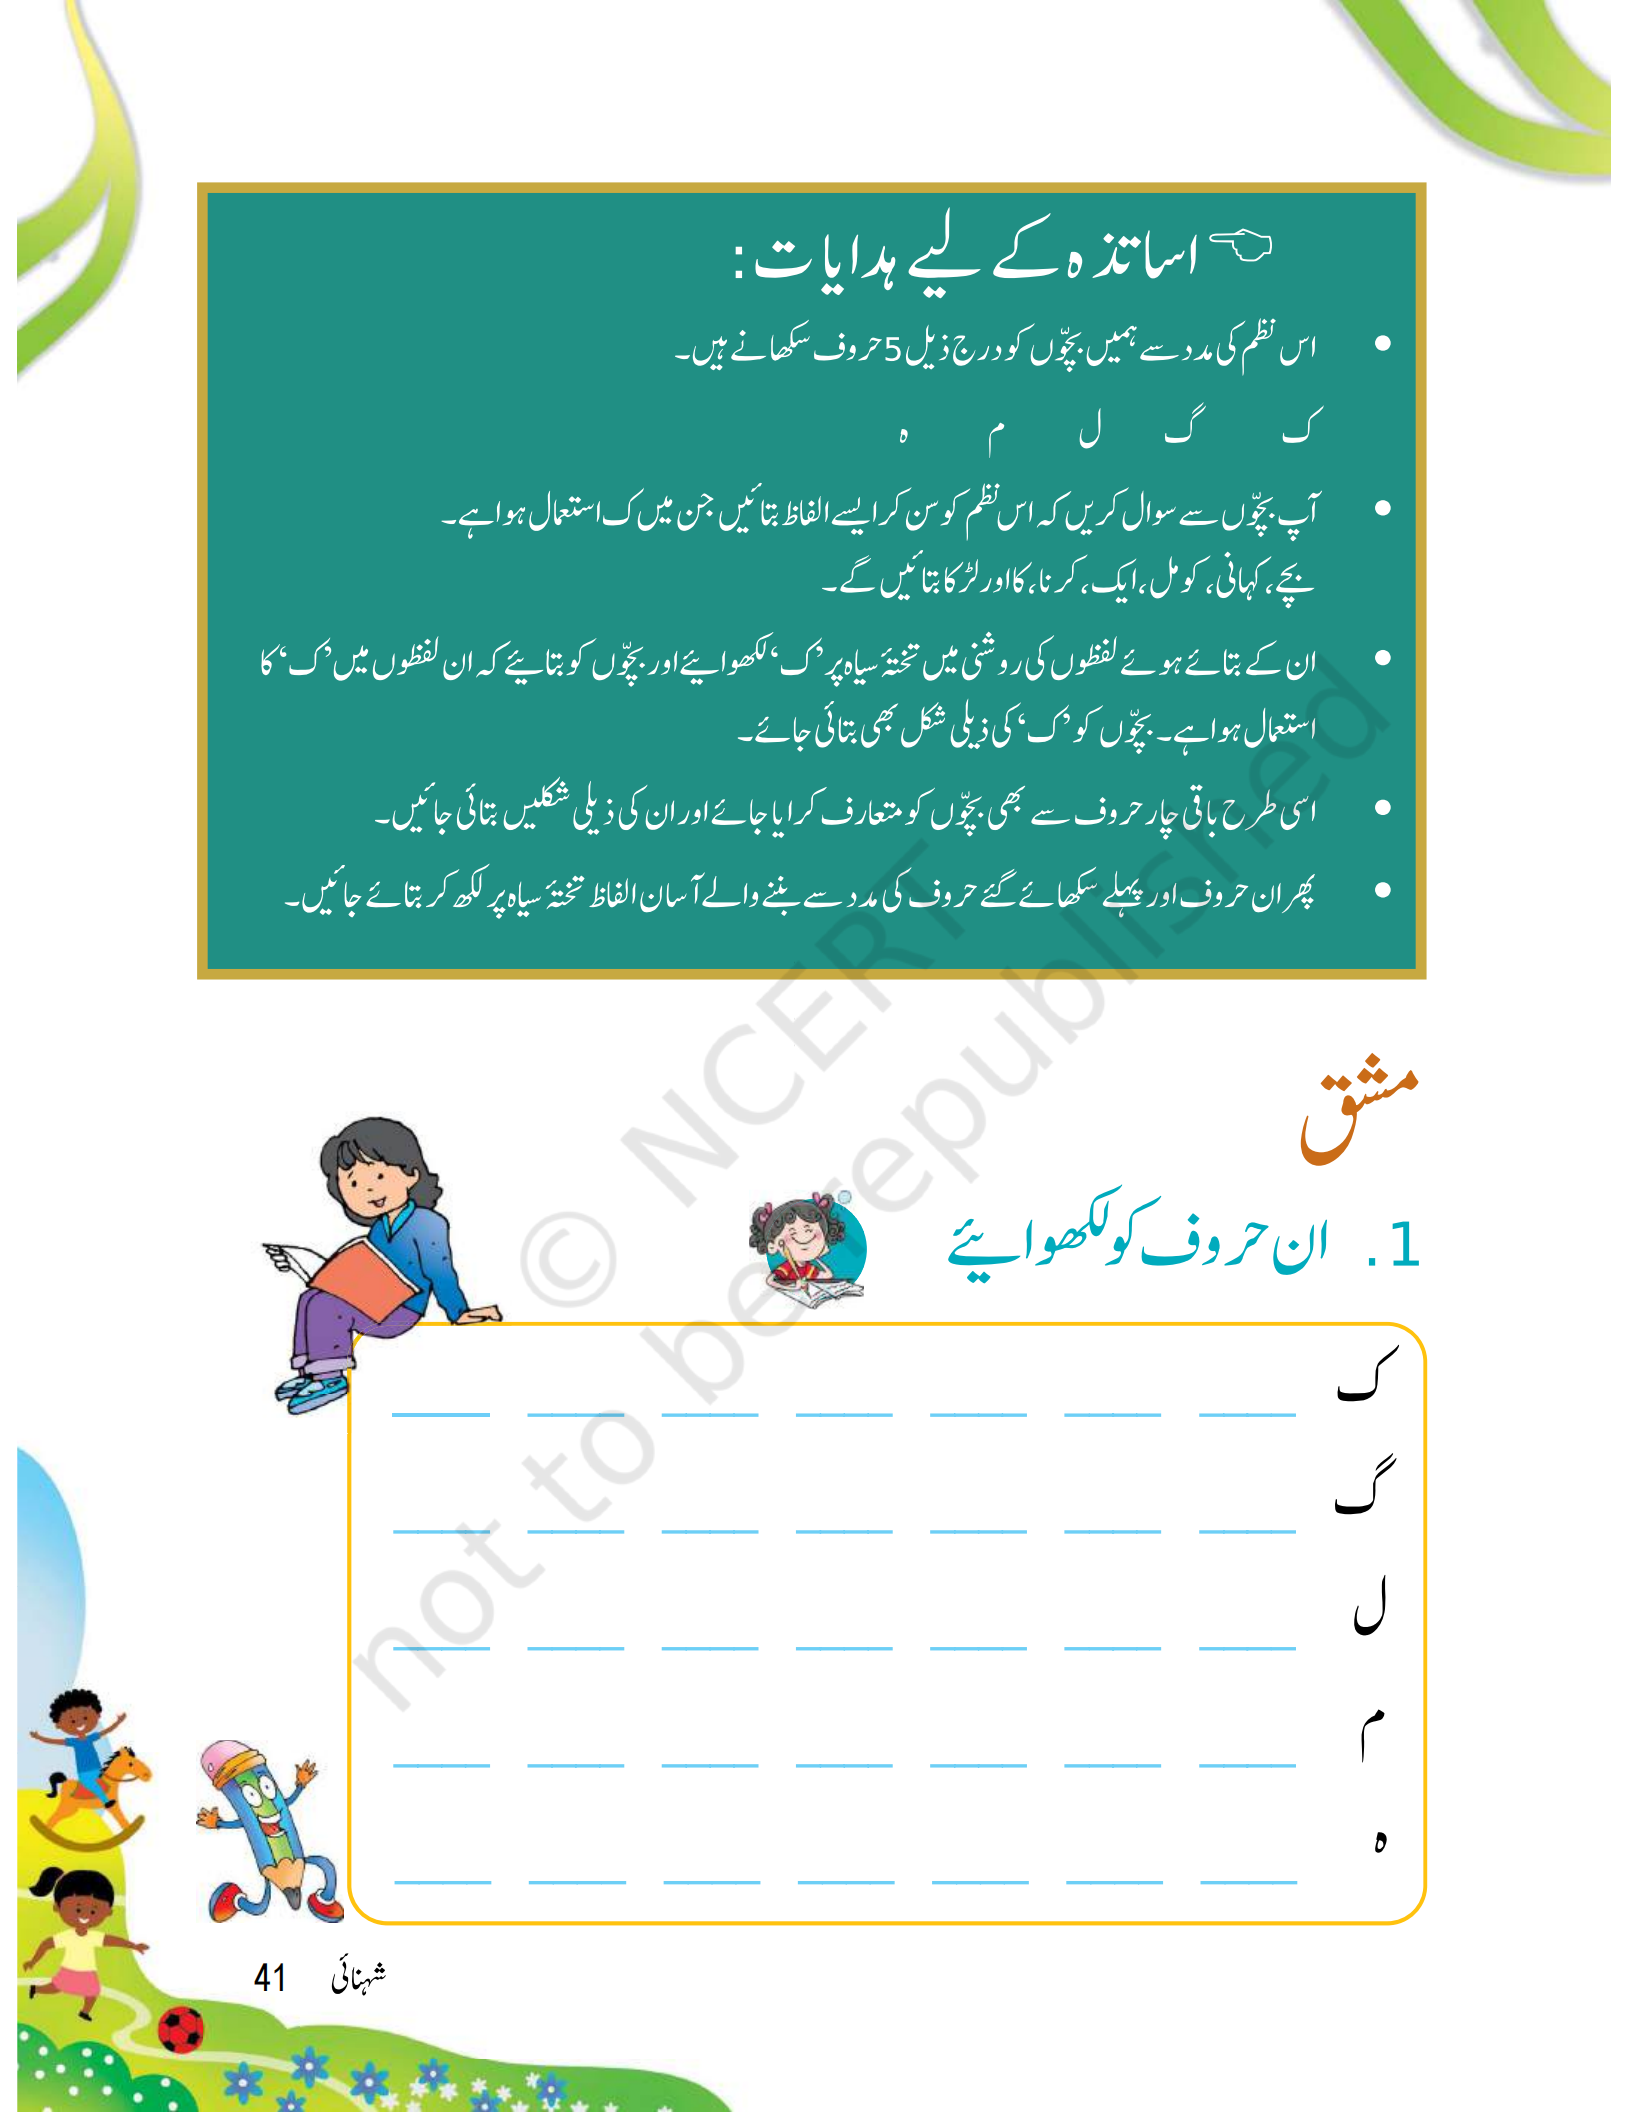 اساتذہ کے لیے ہدایات:
• اس نظم کی مدد سے ہمیں بچّوں کو درج ذیل 5 حروف سکھانے ہیں۔
ک گ ل م ہ
• آپ بچّوں سے سوال کریں کہ اس نظم کو سن کر ایسے الفاظ بتائیں جن میں ک استعمال ہوا ہے۔
بچے، کہانی، کومل، ایک، کرنا، کا اور لڑکا بتائیں گے۔
• ان کے بتائے ہوئے لفظوں کی روشنی میں تختۂ سیاہ پر ’ک‘ لکھوائیے اور بچّوں کو بتائیے کہ ان لفظوں میں ’ک‘ کا
استعمال ہوا ہے۔ بچّوں کو ’ک‘ کی ذیلی شکل بھی بتائی جائے۔
• اسی طرح باقی چار حروف سے بھی بچّوں کو متعارف کرایا جائے اور ان کی ذیلی شکلیں بتائی جائیں۔
• پھر ان حروف اور پہلے سکھائے گئے حروف کی مدد سے بننے والے آسان الفاظ تختۂ سیاہ پر لکھ کر بتائے جائیں۔
مشق
1. ان حروف کو لکھوائیے
ک
گ
ل
م
ہ
شہنائی 41
© NCERT
not to be republished